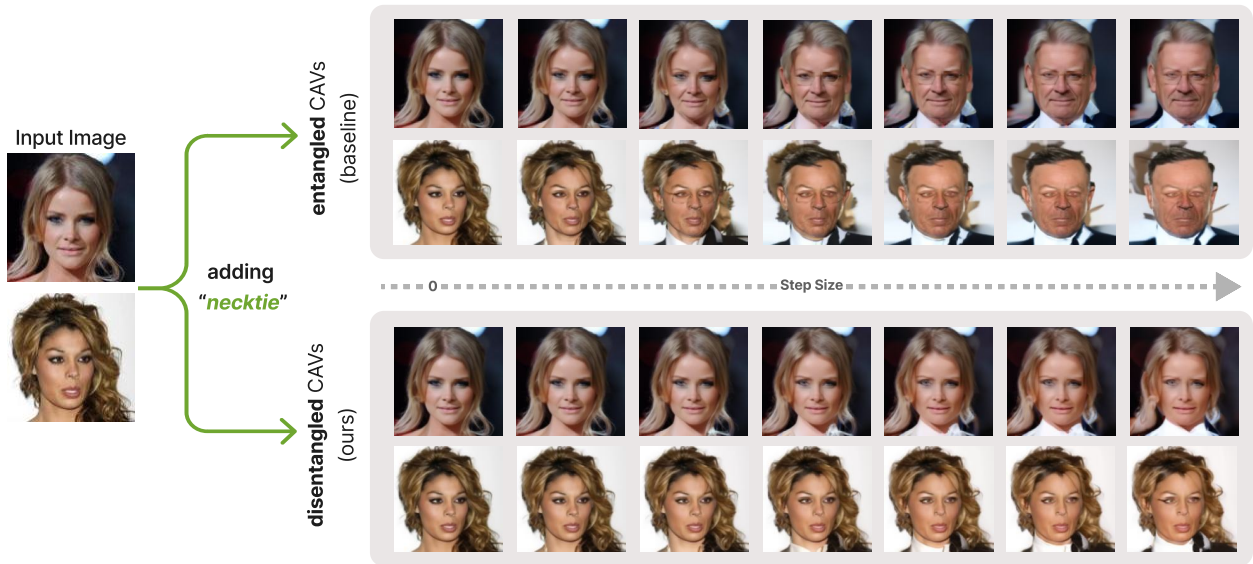 Input Image
adding
“necktie”
entangled CAVs
(baseline)
0
Step Size
disentangled CAVs
(ours)